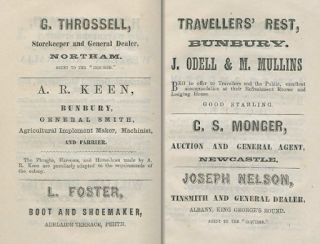 G. THROSSELL,
Storekeeper and General Dealer.
NORTHAM.
AGENT TO THE "INQUIRER."
A. R. KEEN,
BUNBURY,
GENERAL SMITH,
Agricultural Implement Maker, Machinist,
AND FARRIER.
The Ploughs, Harrows, and Horse-hoes made by A.
R. Keen are peculiarly adapted to the requirements
of the colony.
L. FOSTER,
BOOT AND SHOEMAKER,
ADELAIDE TERRACE, PERTH.
TRAVELLERS' REST,
BUNBURY.
J. ODELL & M. MULLINS
BEG to offer to Travellers and the Public, excellent
accommodation at their Refreshment Rooms and
Lodging House.
GOOD STABLING.
C. S. MONGER,
AUCTION AND GENERAL AGENT,
NEWCASTLE.
JOSEPH NELSON,
TINSMITH AND GENERAL DEALER.
ALBANY, KING GEORGE'S SOUND.
AGENT TO THE "INQUIRER."